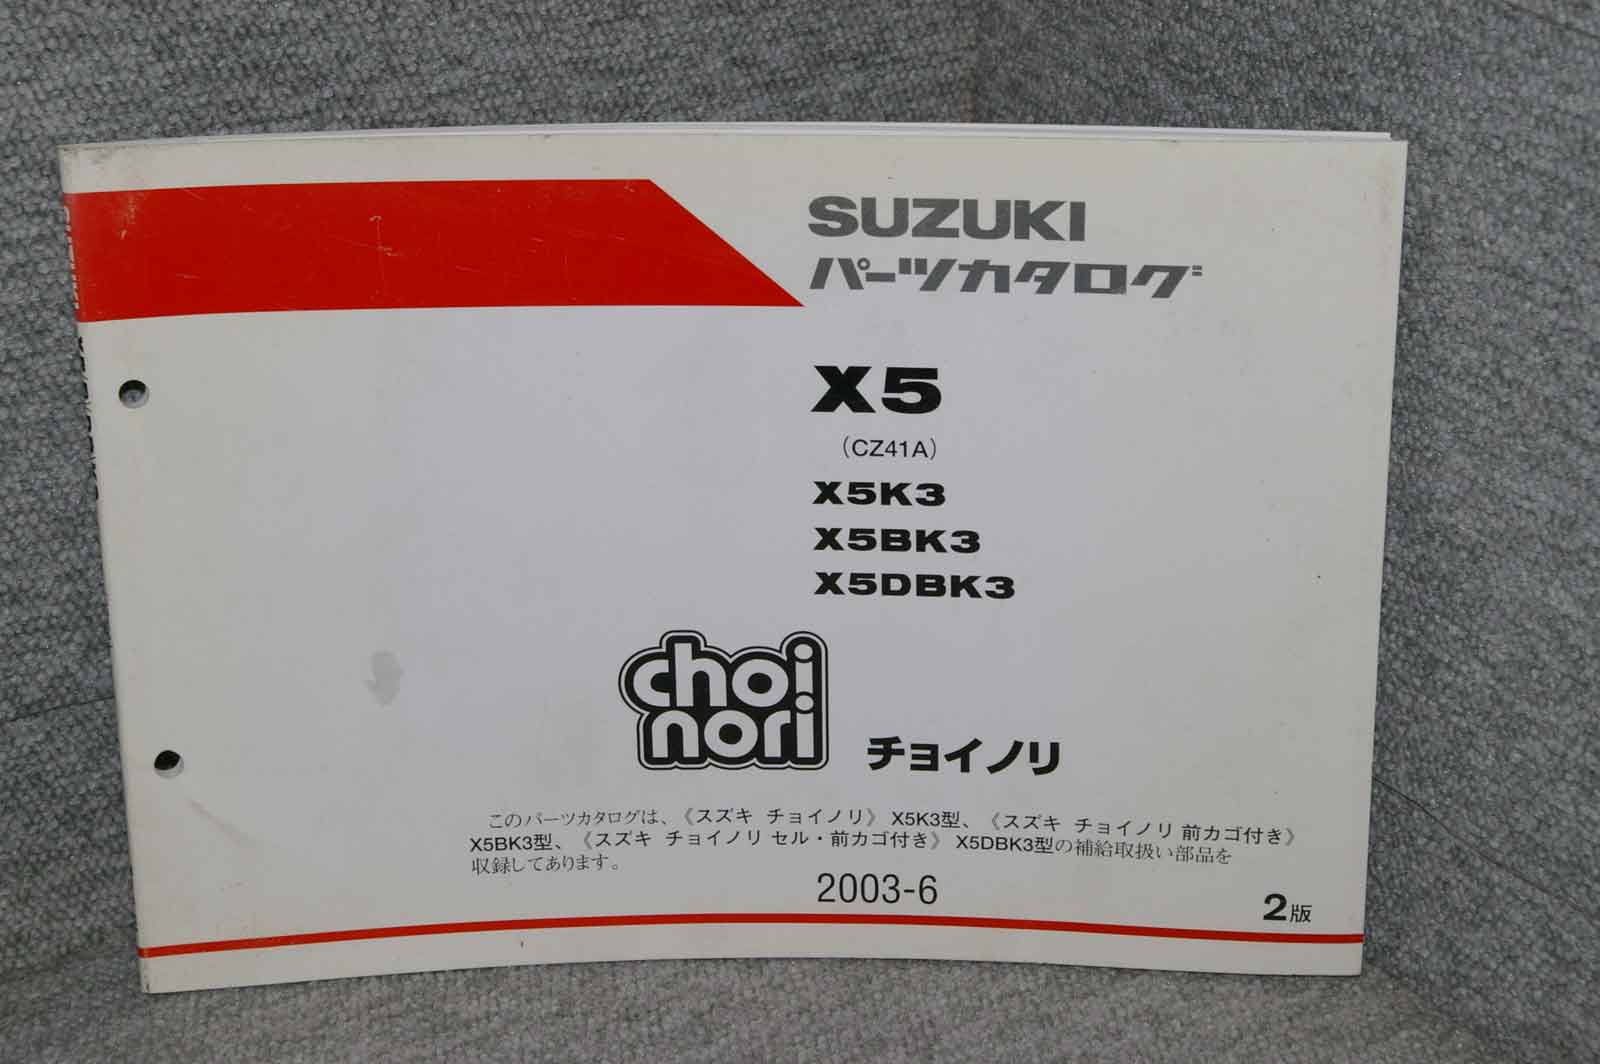 SUZUKI
パーツカタログ
X5
(CZ41A)
X5K3
X5BK3
X5DBK3
choi
nori
チョイノリ
このパーツカタログは、《スズキ チョイノリ》 X5K3型、《スズキ チョイノリ 前カゴ付き》
X5BK3型、《スズキ チョイノリ セル・前カゴ付き》 X5DBK3型の補給取扱い部品を
収録してあります。
2003-6
2版